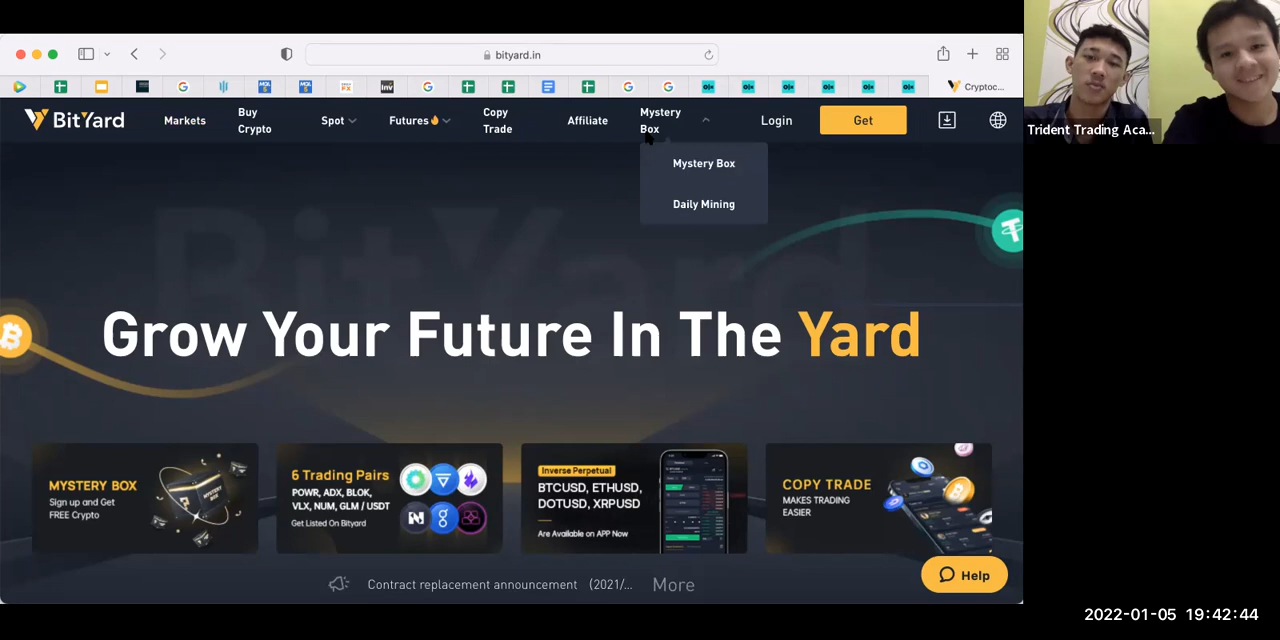 bityard.in
Cryptoc...
BitYard
Markets
Buy
Crypto
Spot
Futures
Copy
Trade
Affiliate
Mystery
Box
Login
Get
Mystery Box
Daily Mining
Trident Trading Aca...
BitYard
Grow Your Future In The Yard
MYSTERY BOX
Sign up and Get
FREE Crypto
6 Trading Pairs
POWR, ADX, BLOK,
VLX, NUM, GLM / USDT
Get Listed On Bityard
Inverse Perpetual
BTCUSD, ETHUSD,
DOTUSD, XRPUSD
Are Available on APP Now
COPY TRADE
MAKES TRADING
EASIER
Contract replacement announcement (2021/...
More
Help
2022-01-05 19:42:44